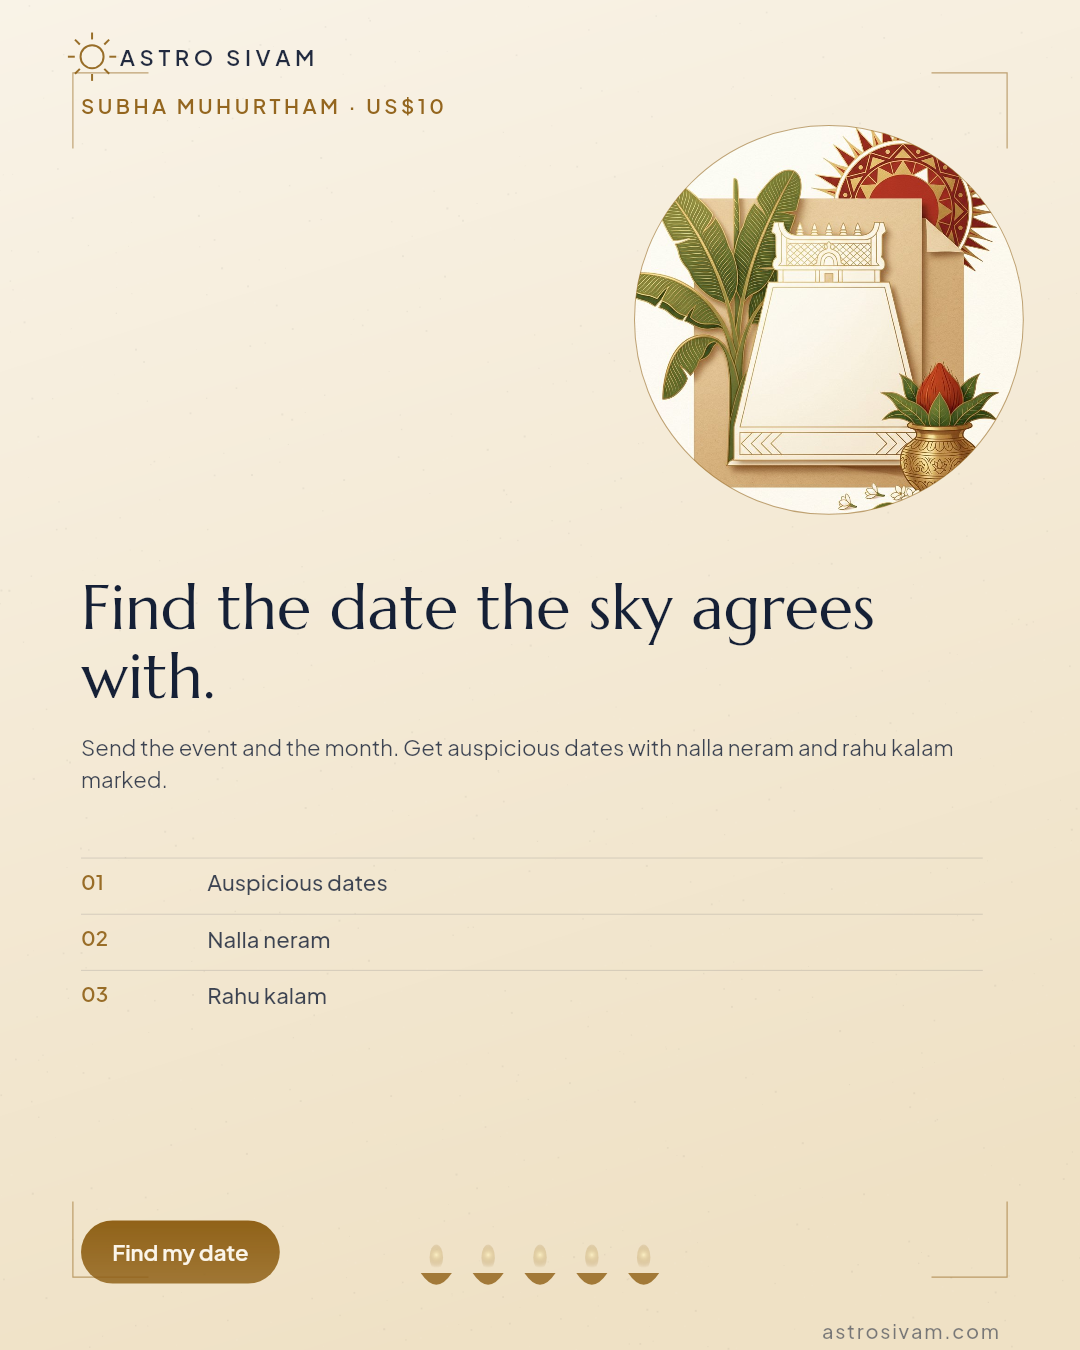 ASTRO SIVAM
SUBHA MUHURTHAM · US$10
Find the date the sky agrees
with.
Send the event and the month. Get auspicious dates with nalla neram and rahu kalam
marked.
01 Auspicious dates
02 Nalla neram
03 Rahu kalam
Find my date
astrosivam.com